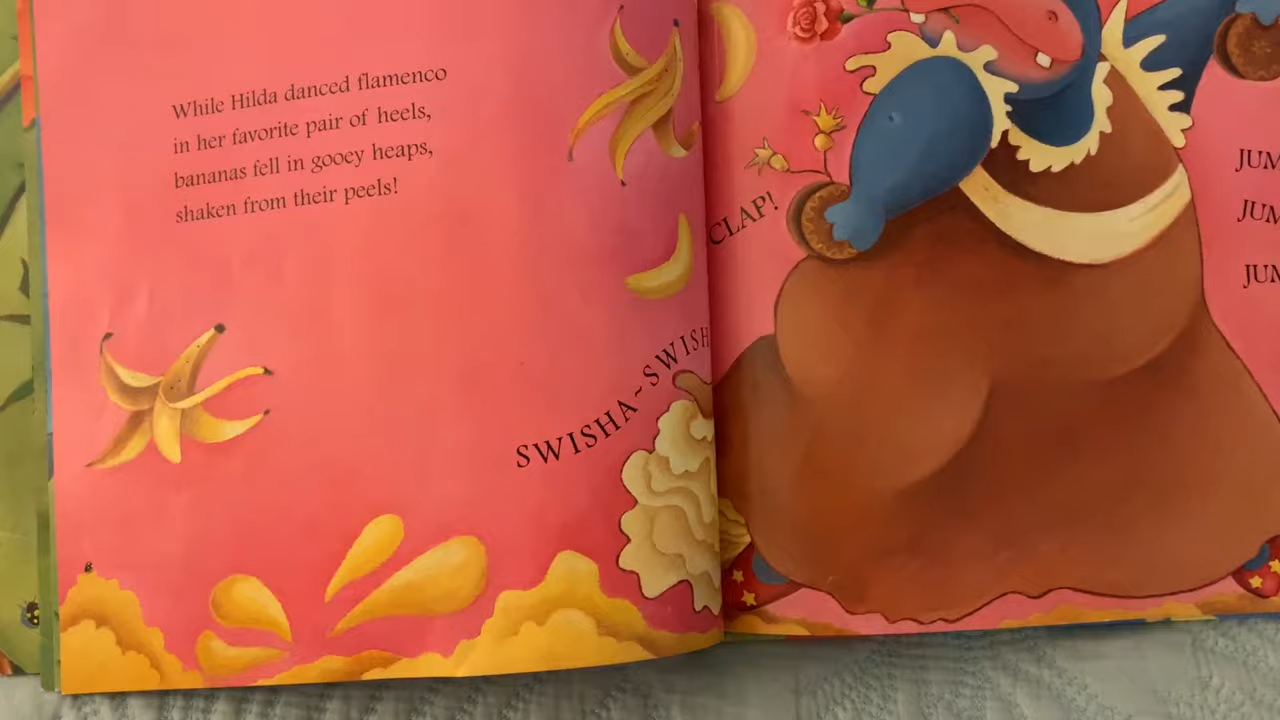 While Hilda danced flamenco
in her favorite pair of heels,
bananas fell in gooey heaps,
shaken from their peels!
CLAP!
SWISHA~SWISH